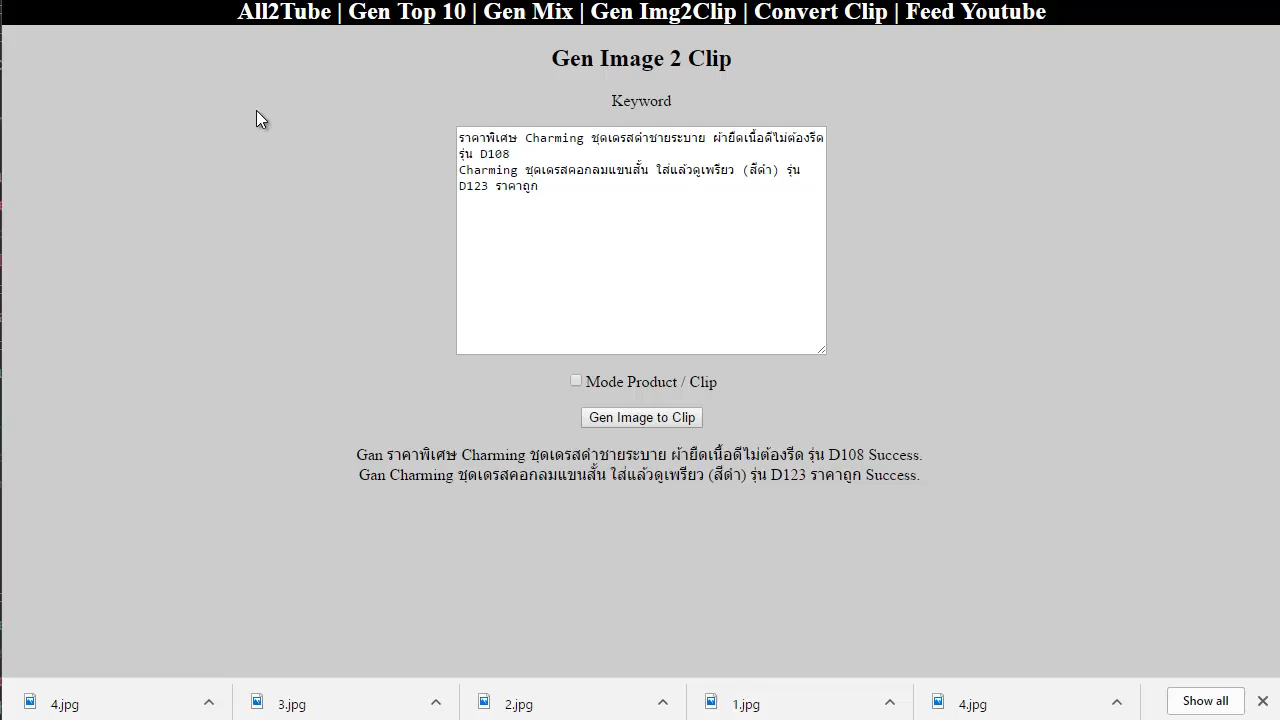 All2Tube | Gen Top 10 | Gen Mix | Gen Img2Clip | Convert Clip | Feed Youtube
Gen Image 2 Clip
Keyword
ราคาพิเศษ Charming ชุดเดรสดำชายระบาย ผ้ายืดเนื้อดีไม่ต้องรีด
รุ่น D108
Charming ชุดเดรสคอกลมแขนสั้น ใส่แล้วดูเพรียว (สีดำ) รุ่น
D123 ราคาถูก
Mode Product / Clip
Gen Image to Clip
Gan ราคาพิเศษ Charming ชุดเดรสดำชายระบาย ผ้ายืดเนื้อดีไม่ต้องรีด รุ่น D108 Success.
Gan Charming ชุดเดรสคอกลมแขนสั้น ใส่แล้วดูเพรียว (สีดำ) รุ่น D123 ราคาถูก Success.
4.jpg 3.jpg 2.jpg 1.jpg 4.jpg Show all